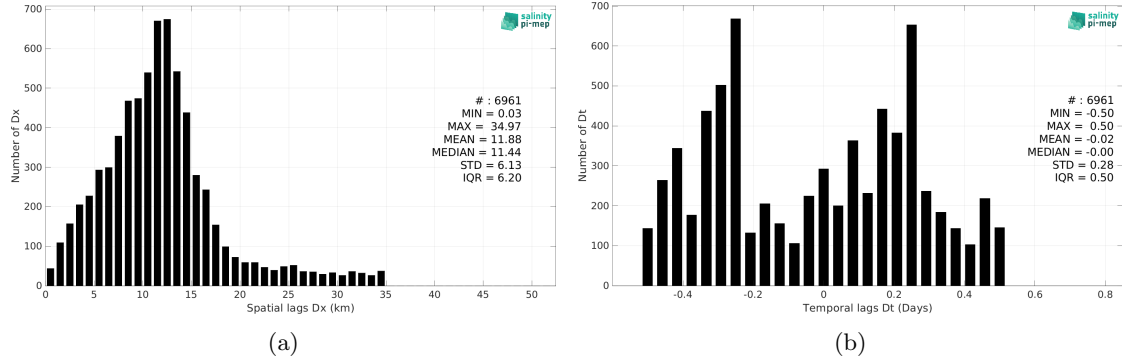 700
600
500
400
300
200
100
0
Number of Dx
0 5 10 15 20 25 30 35 40 45 50
Spatial lags Dx (km)
salinity
pi-mep
# : 6961
MIN = 0.03
MAX = 34.97
MEAN = 11.88
MEDIAN = 11.44
STD = 6.13
IQR = 6.20
(a)
700
600
500
400
300
200
100
0
Number of Dt
-0.4 -0.2 0 0.2 0.4 0.6 0.8
Temporal lags Dt (Days)
salinity
pi-mep
# : 6961
MIN = -0.50
MAX = 0.50
MEAN = -0.02
MEDIAN = -0.00
STD = 0.28
IQR = 0.50
(b)